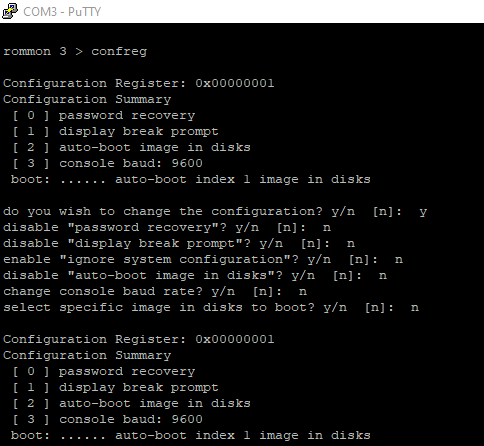 COM3 - PuTTY
rommon 3 > confreg
Configuration Register: 0x00000001
Configuration Summary
[ 0 ] password recovery
[ 1 ] display break prompt
[ 2 ] auto-boot image in disks
[ 3 ] console baud: 9600
boot: ...... auto-boot index 1 image in disks
do you wish to change the configuration? y/n [n]: y
disable "password recovery"? y/n [n]: n
disable "display break prompt"? y/n [n]: n
enable "ignore system configuration"? y/n [n]: n
disable "auto-boot image in disks"? y/n [n]: n
change console baud rate? y/n [n]: n
select specific image in disks to boot? y/n [n]: n
Configuration Register: 0x00000001
Configuration Summary
[ 0 ] password recovery
[ 1 ] display break prompt
[ 2 ] auto-boot image in disks
[ 3 ] console baud: 9600
boot: ...... auto-boot index 1 image in disks